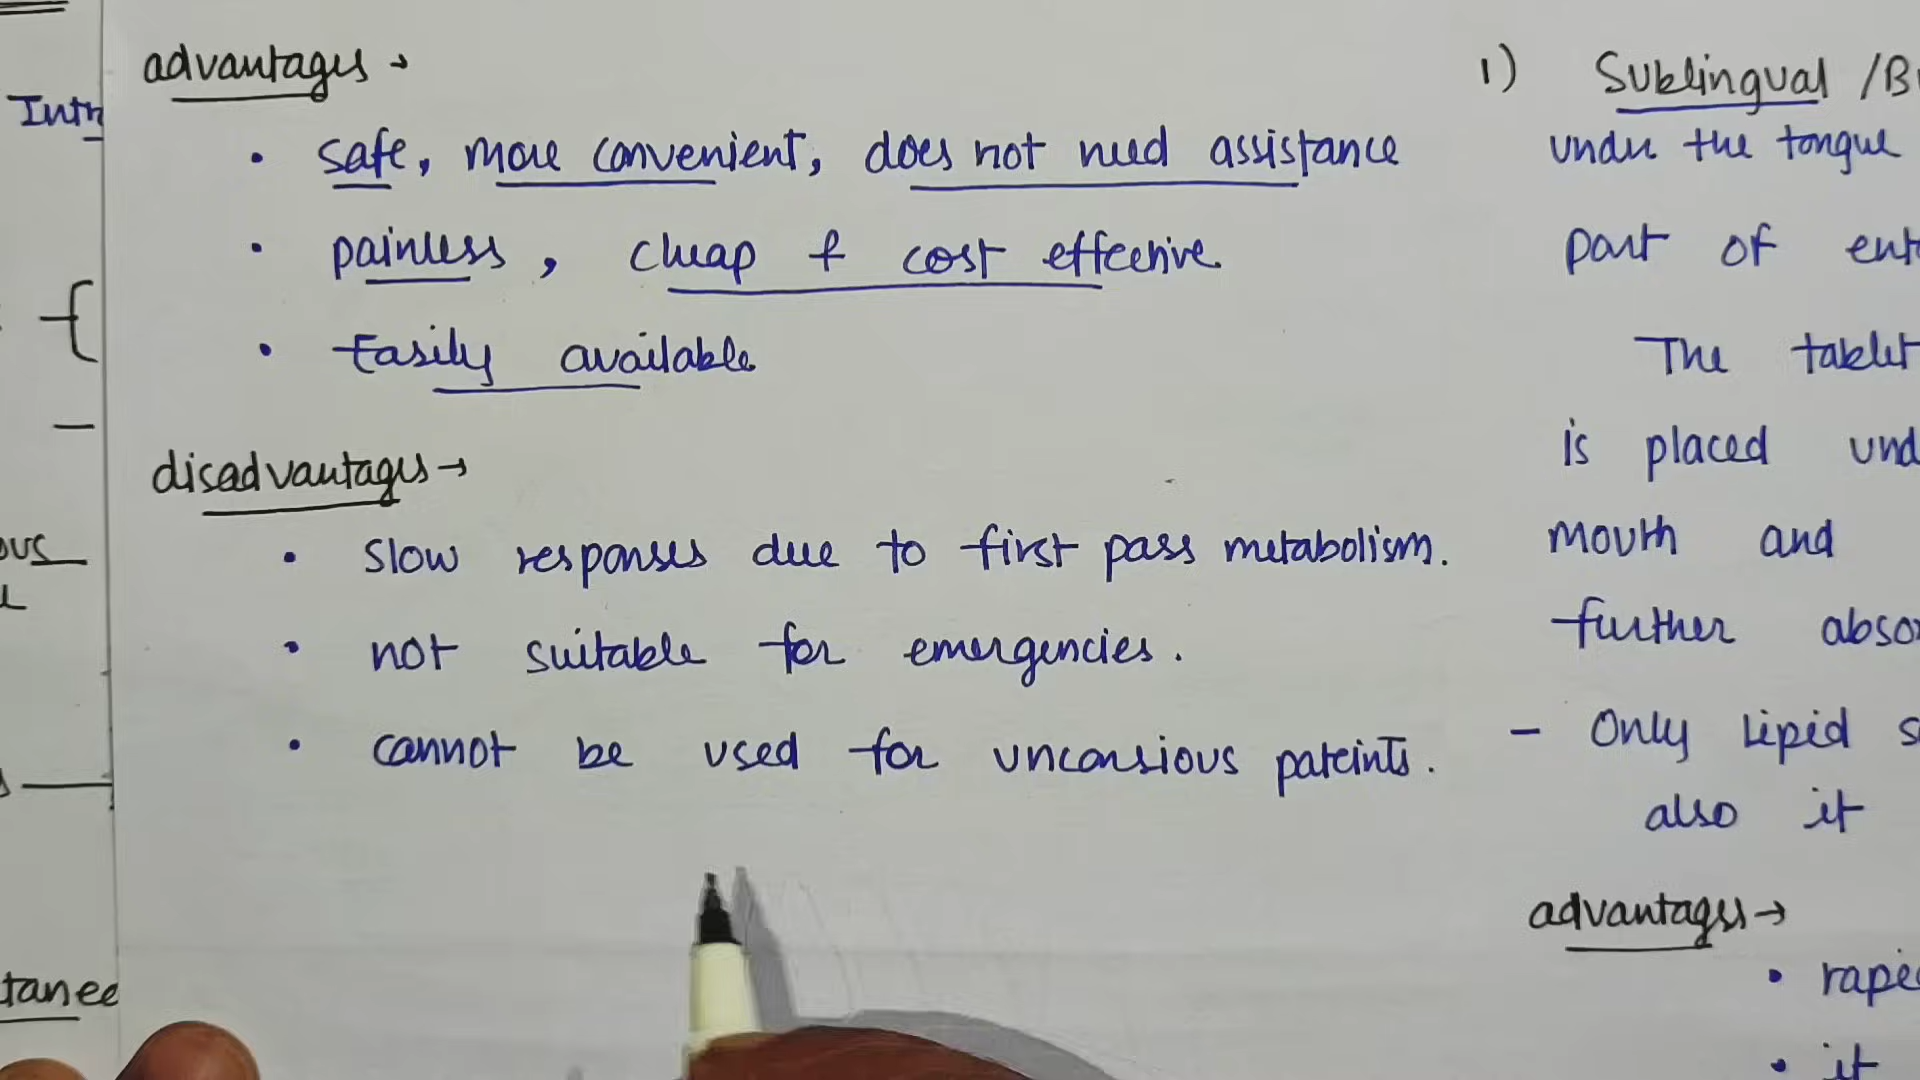 advantages →
• safe, more convenient, does not need assistance
• painless, cheap & cost effective.
• Easily available.
disadvantages →
• slow responses due to first pass metabolism.
• not suitable for emergencies.
• cannot be used for unconsious pateints.
1) Sublingual /B
under the tongue
part of
The tablet
is placed
mouth and
further
- Only lipid
also it
advantages →
•
• it